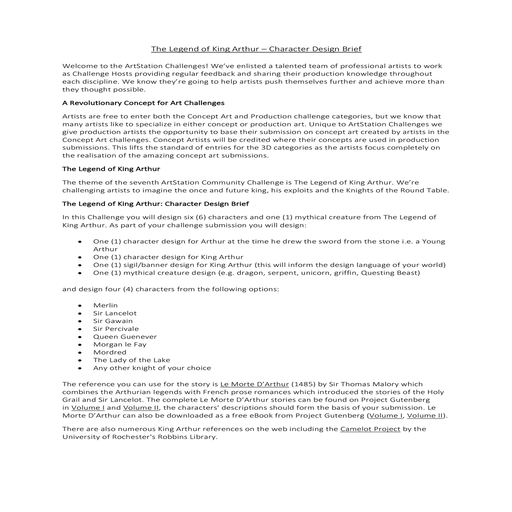 The Legend of King Arthur – Character Design Brief
Welcome to the ArtStation Challenges! We've enlisted a talented team of professional artists to work
as Challenge Hosts providing regular feedback and sharing their production knowledge throughout
each discipline. We know they're going to help artists push themselves further and achieve more than
they thought possible.
A Revolutionary Concept for Art Challenges
Artists are free to enter both the Concept Art and Production challenge categories, but we know that
many artists like to specialize in either concept or production art. Unique to ArtStation Challenges we
give production artists the opportunity to base their submission on concept art created by artists in the
Concept Art challenges. Concept Artists will be credited where their concepts are used in production
submissions. This lifts the standard of entries for the 3D categories as the artists focus completely on
the realisation of the amazing concept art submissions.
The Legend of King Arthur
The theme of the seventh ArtStation Community Challenge is The Legend of King Arthur. We're
challenging artists to imagine the once and future king, his exploits and the Knights of the Round Table.
The Legend of King Arthur: Character Design Brief
In this Challenge you will design six (6) characters and one (1) mythical creature from The Legend of
King Arthur. As part of your challenge submission you will design:
• One (1) character design for Arthur at the time he drew the sword from the stone i.e. a Young
Arthur
• One (1) character design for King Arthur
• One (1) sigil/banner design for King Arthur (this will inform the design language of your world)
• One (1) mythical creature design (e.g. dragon, serpent, unicorn, griffin, Questing Beast)
and design four (4) characters from the following options:
• Merlin
• Sir Lancelot
• Sir Gawain
• Sir Percivale
• Queen Guenever
• Morgan le Fay
• Mordred
• The Lady of the Lake
• Any other knight of your choice
The reference you can use for the story is Le Morte D'Arthur (1485) by Sir Thomas Malory which
combines the Arthurian legends with French prose romances which introduced the stories of the Holy
Grail and Sir Lancelot. The complete Le Morte D'Arthur stories can be found on Project Gutenberg
in Volume I and Volume II, the characters' descriptions should form the basis of your submission. Le
Morte D'Arthur can also be downloaded as a free eBook from Project Gutenberg (Volume I, Volume II).
There are also numerous King Arthur references on the web including the Camelot Project by the
University of Rochester's Robbins Library.